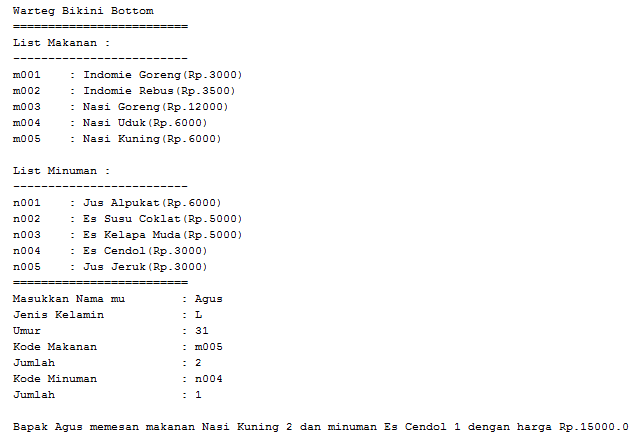 Warteg Bikini Bottom
=========================
List Makanan :
-------------------------
m001    : Indomie Goreng(Rp.3000)
m002    : Indomie Rebus(Rp.3500)
m003    : Nasi Goreng(Rp.12000)
m004    : Nasi Uduk(Rp.6000)
m005    : Nasi Kuning(Rp.6000)

List Minuman :
-------------------------
n001    : Jus Alpukat(Rp.6000)
n002    : Es Susu Coklat(Rp.5000)
n003    : Es Kelapa Muda(Rp.5000)
n004    : Es Cendol(Rp.3000)
n005    : Jus Jeruk(Rp.3000)
=========================
Masukkan Nama mu        : Agus
Jenis Kelamin           : L
Umur                    : 31
Kode Makanan            : m005
Jumlah                  : 2
Kode Minuman            : n004
Jumlah                  : 1

Bapak Agus memesan makanan Nasi Kuning 2 dan minuman Es Cendol 1 dengan harga Rp.15000.0